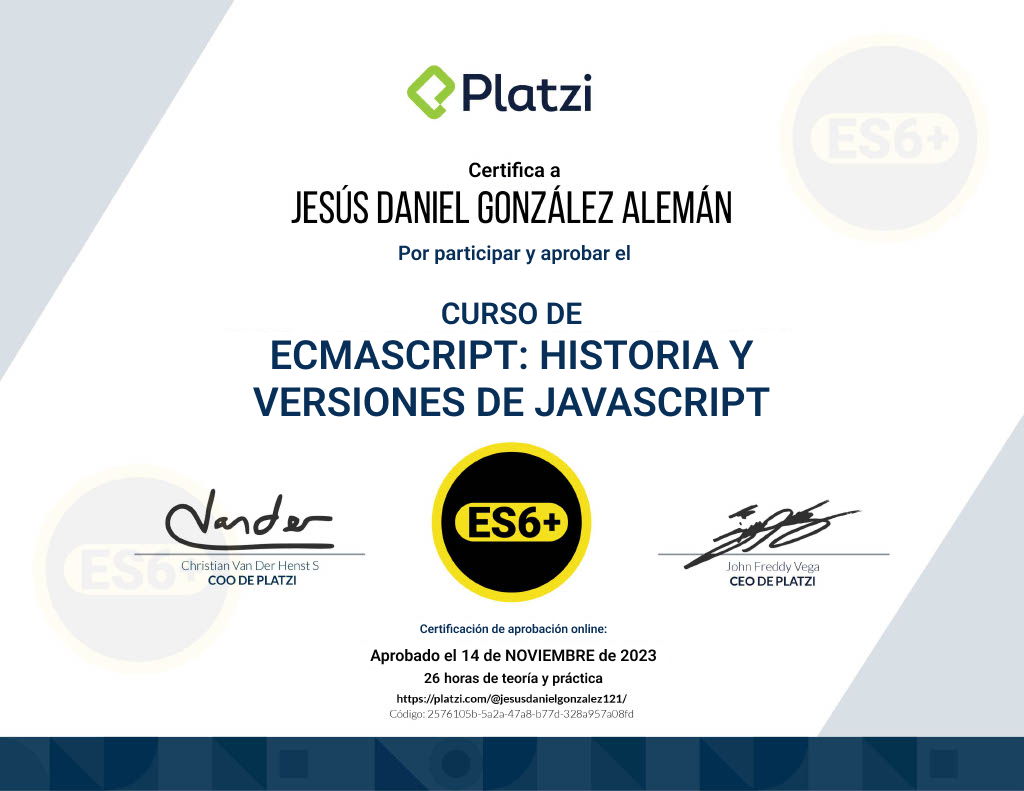 Platzi
ES6+
Certifica a
JESÚS DANIEL GONZÁLEZ ALEMÁN
Por participar y aprobar el
CURSO DE
ECMASCRIPT: HISTORIA Y
VERSIONES DE JAVASCRIPT
ES6+
ES6+
Vander
Christian Van Der Henst S
COO DE PLATZI
John Freddy Vega
CEO DE PLATZI
Certificación de aprobación online:
Aprobado el 14 de NOVIEMBRE de 2023
26 horas de teoría y práctica
https://platzi.com/@jesusdanielgonzalez121/
Código: 2576105b-5a2a-47a8-b77d-328a957a08fd